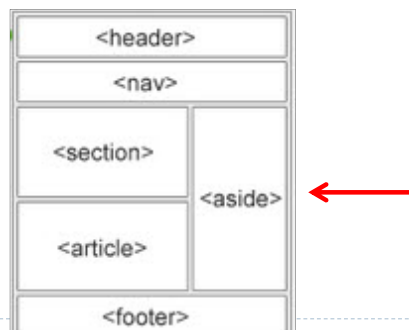 <header>
<nav>
<section>
<aside>
<article>
<footer>